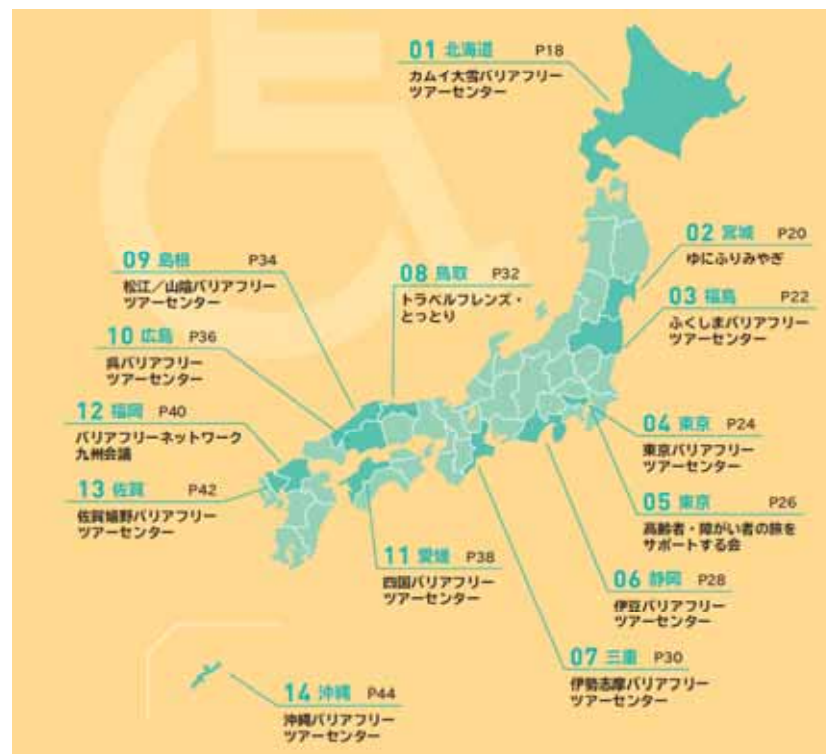 01 北海道 P18
カムイ大雪バリアフリー
ツアーセンター
02 宮城 P20
ゆにふりみやぎ
03 福島 P22
ふくしまバリアフリー
ツアーセンター
04 東京 P24
東京バリアフリー
ツアーセンター
05 東京 P26
高齢者・障がい者の旅を
サポートする会
06 静岡 P28
伊豆バリアフリー
ツアーセンター
07 三重 P30
伊勢志摩バリアフリー
ツアーセンター
08 鳥取 P32
トラベルフレンズ・
とっとり
09 島根 P34
松江／山陰バリアフリー
ツアーセンター
10 広島 P36
呉バリアフリー
ツアーセンター
11 愛媛 P38
四国バリアフリー
ツアーセンター
12 福岡 P40
バリアフリーネットワーク
九州会議
13 佐賀 P42
佐賀嬉野バリアフリー
ツアーセンター
14 沖縄 P44
沖縄バリアフリー
ツアーセンター